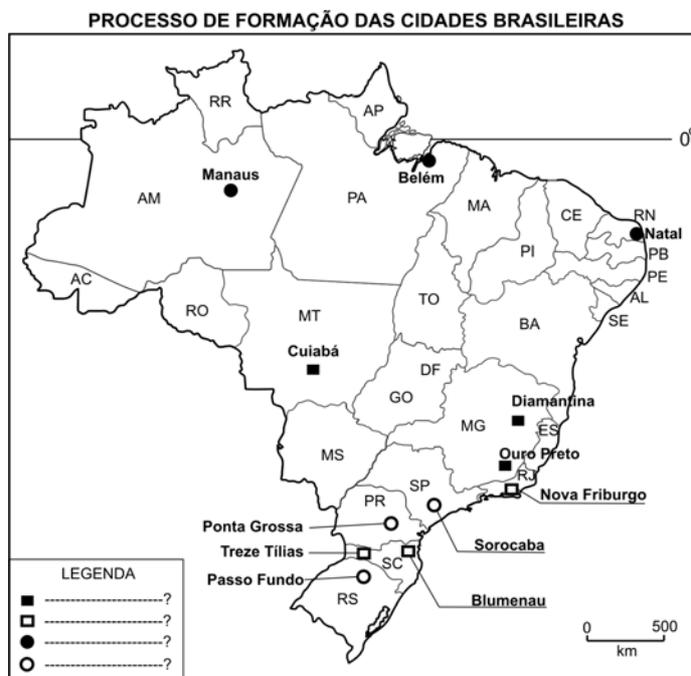 PROCESSO DE FORMAÇÃO DAS CIDADES BRASILEIRAS
RR
AP
0°
Manaus
Belém
AM
PA
MA
CE
RN
Natal
PB
PI
PE
AC
AL
TO
RO
MT
SE
BA
Cuiabá
DF
GO
Diamantina
MG
ES
MS
Ouro Preto
SP
RJ
Nova Friburgo
PR
Ponta Grossa
Sorocaba
Treze Tílias
SC
Passo Fundo
RS
Blumenau
LEGENDA
--------------------?
--------------------?
--------------------?
--------------------?
0 500
km